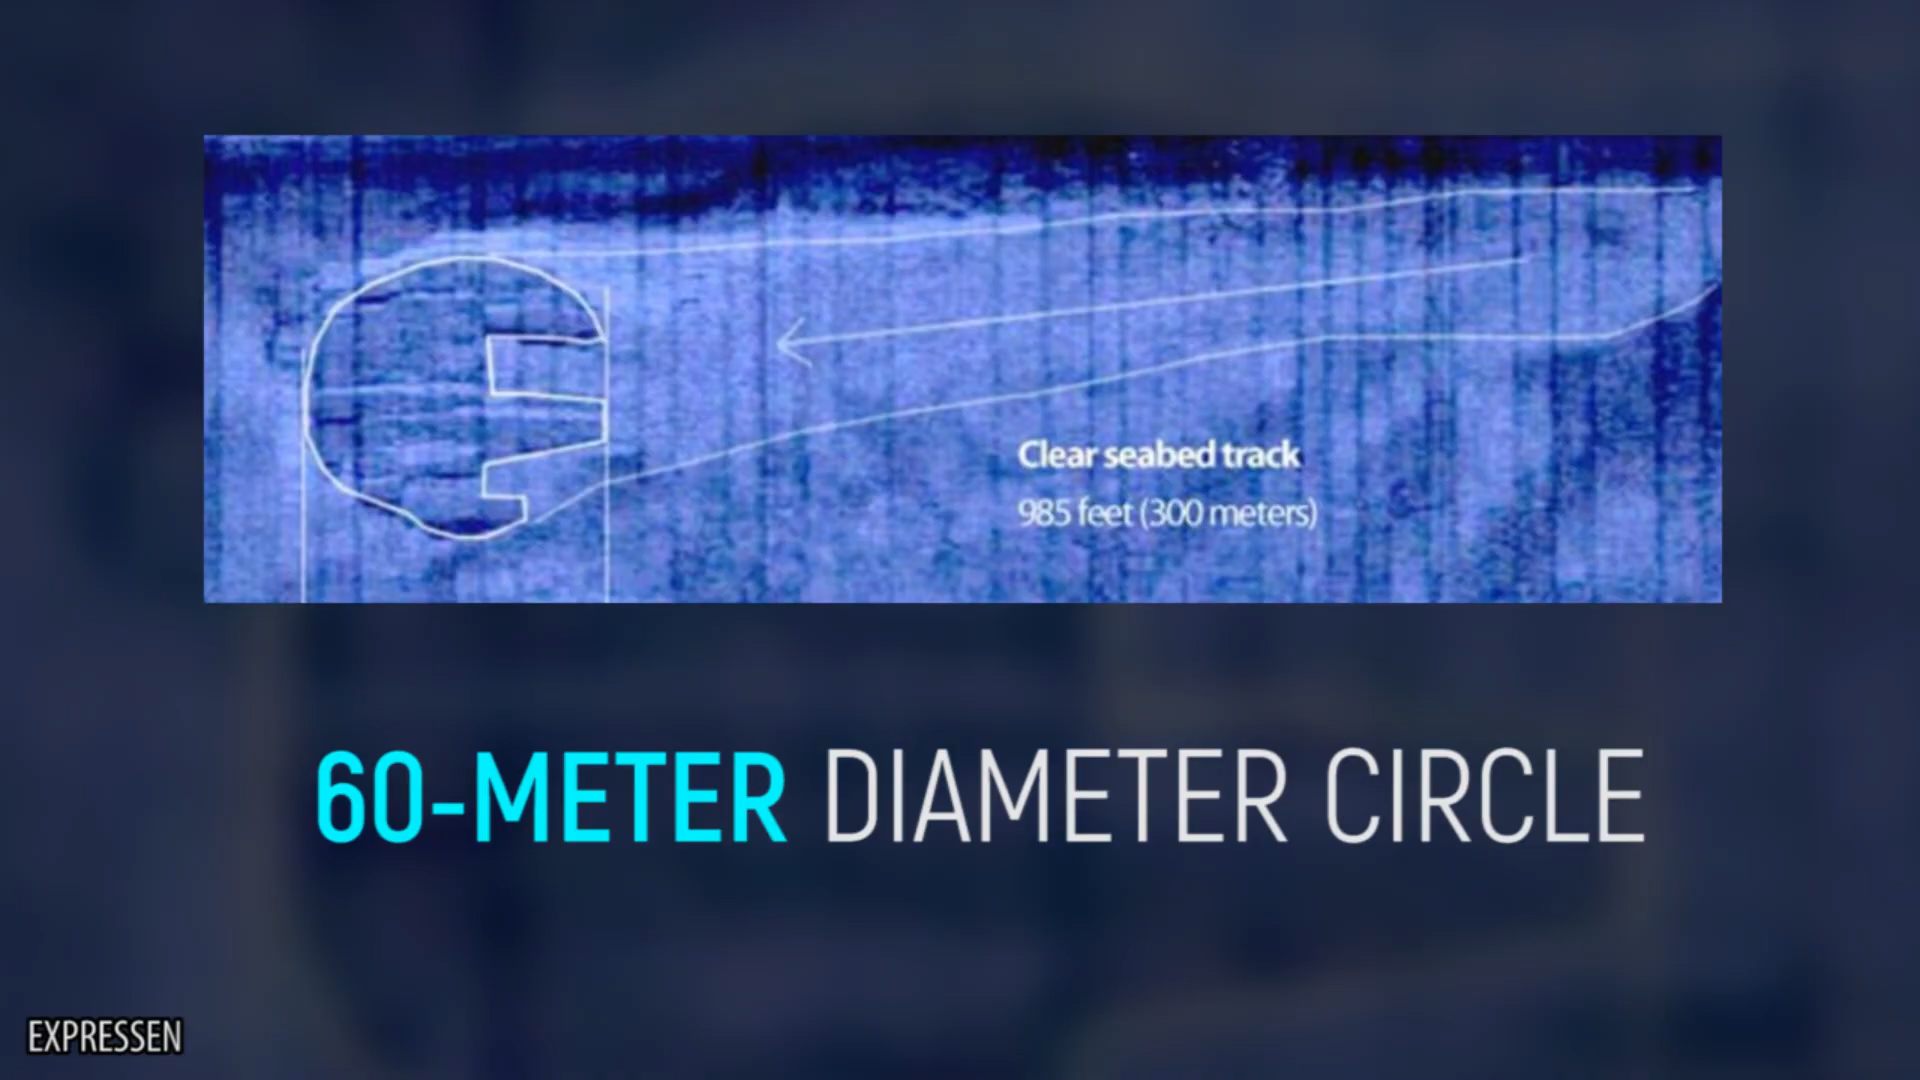 Clear seabed track
985 feet (300 meters)
60-METER DIAMETER CIRCLE
EXPRESSEN